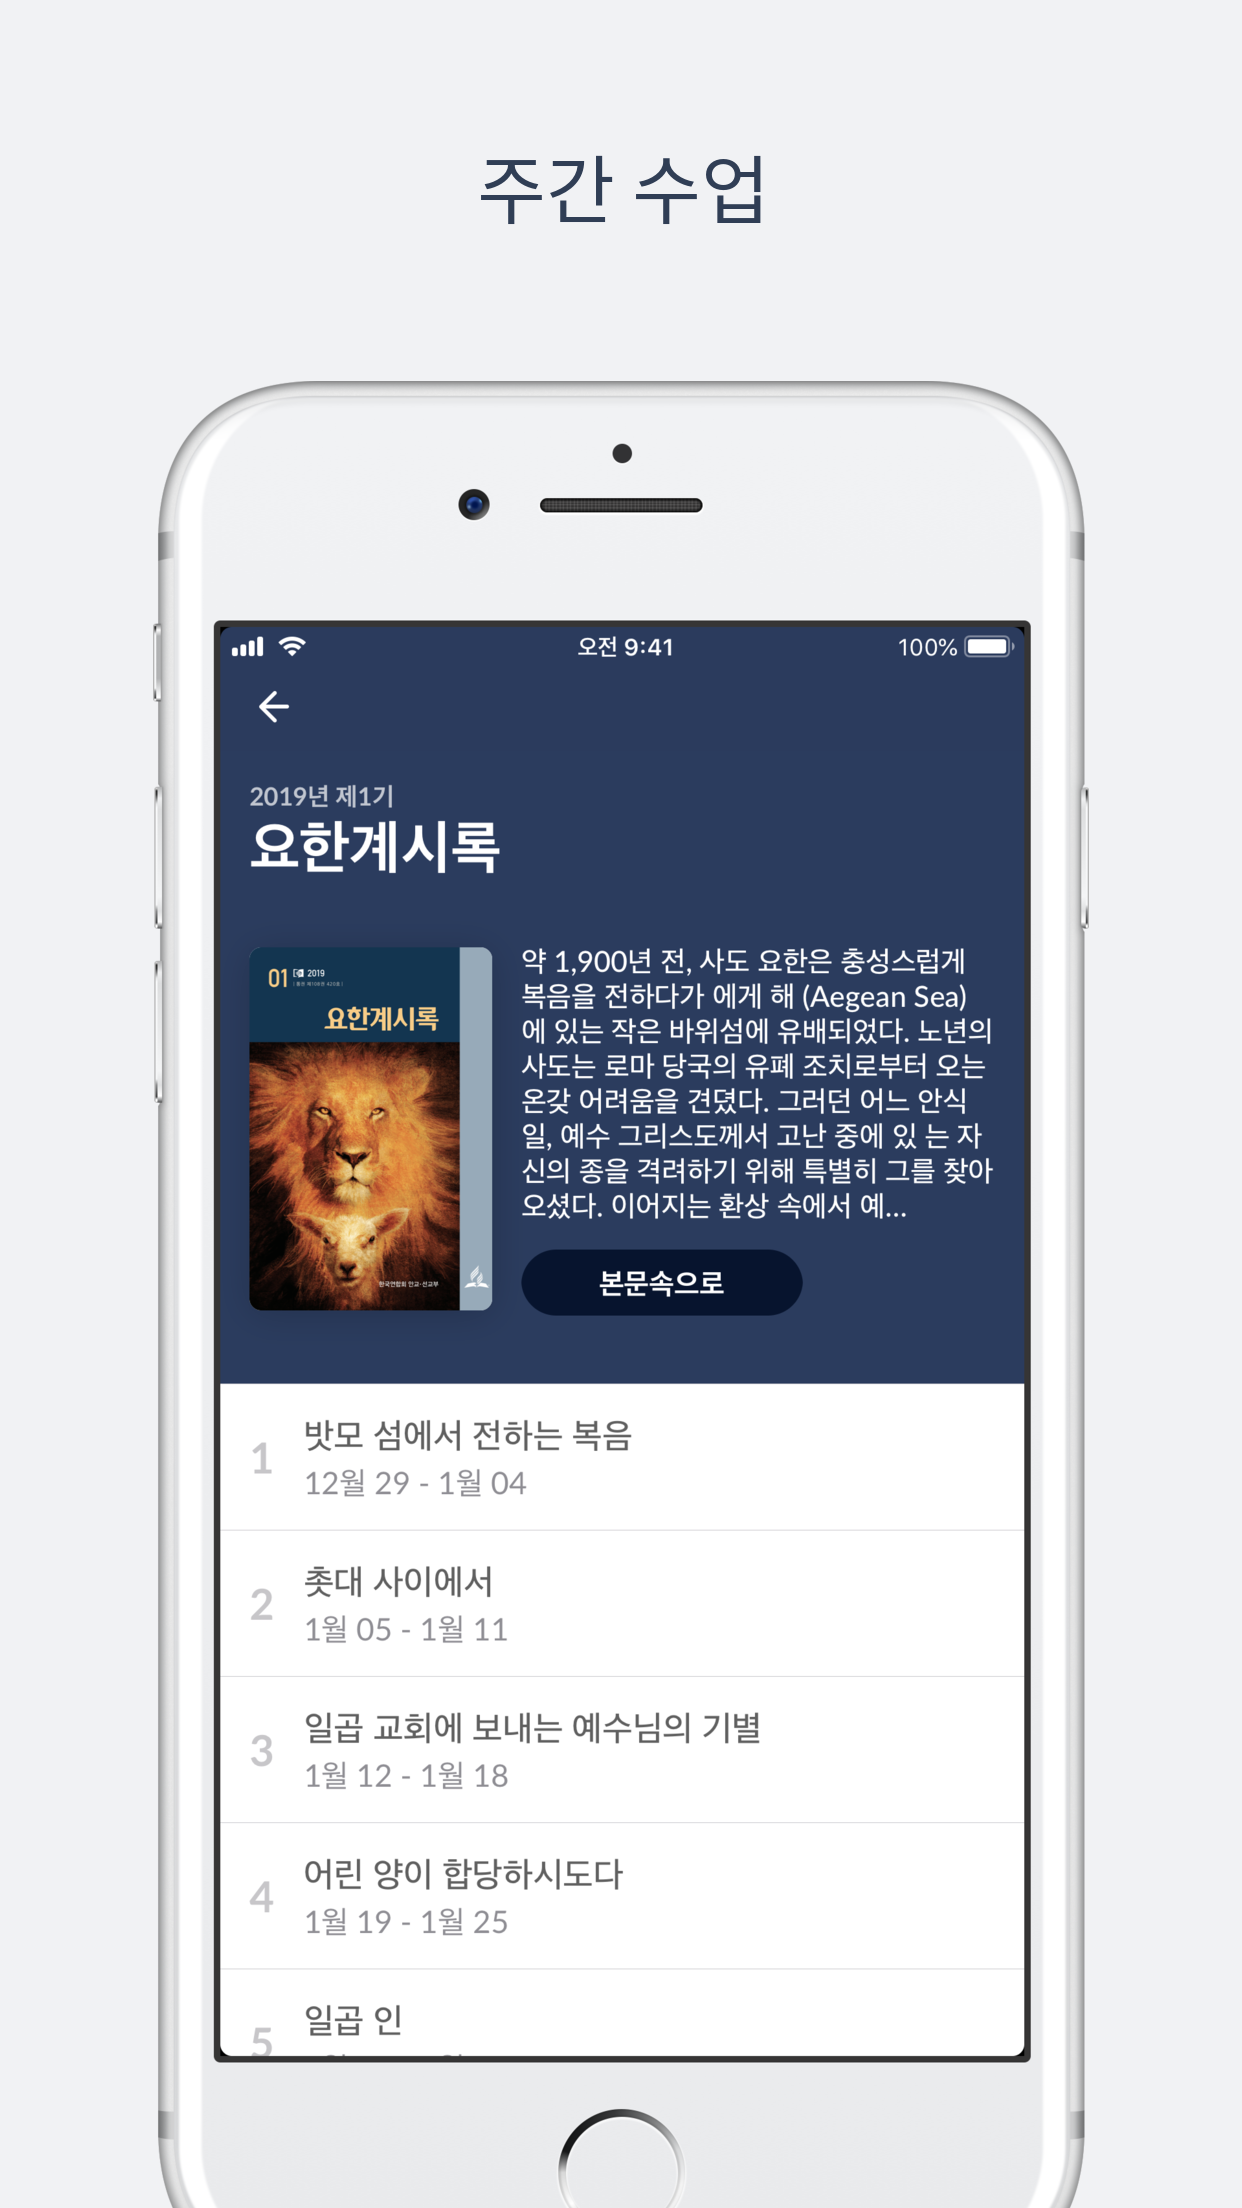 주간 수업
오전 9:41
100%
2019년 제1기
요한계시록
01
2019
요한계시록
한국연합회 안교·선교부
약 1,900년 전, 사도 요한은 충성스럽게
복음을 전하다가 에게 해 (Aegean Sea)
에 있는 작은 바위섬에 유배되었다. 노년의
사도는 로마 당국의 유폐 조치로부터 오는
온갖 어려움을 견뎠다. 그러던 어느 안식
일, 예수 그리스도께서 고난 중에 있 는 자
신의 종을 격려하기 위해 특별히 그를 찾아
오셨다. 이어지는 환상 속에서 예...
본문속으로
1
밧모 섬에서 전하는 복음
12월 29 - 1월 04
2
촛대 사이에서
1월 05 - 1월 11
3
일곱 교회에 보내는 예수님의 기별
1월 12 - 1월 18
4
어린 양이 합당하시도다
1월 19 - 1월 25
5
일곱 인